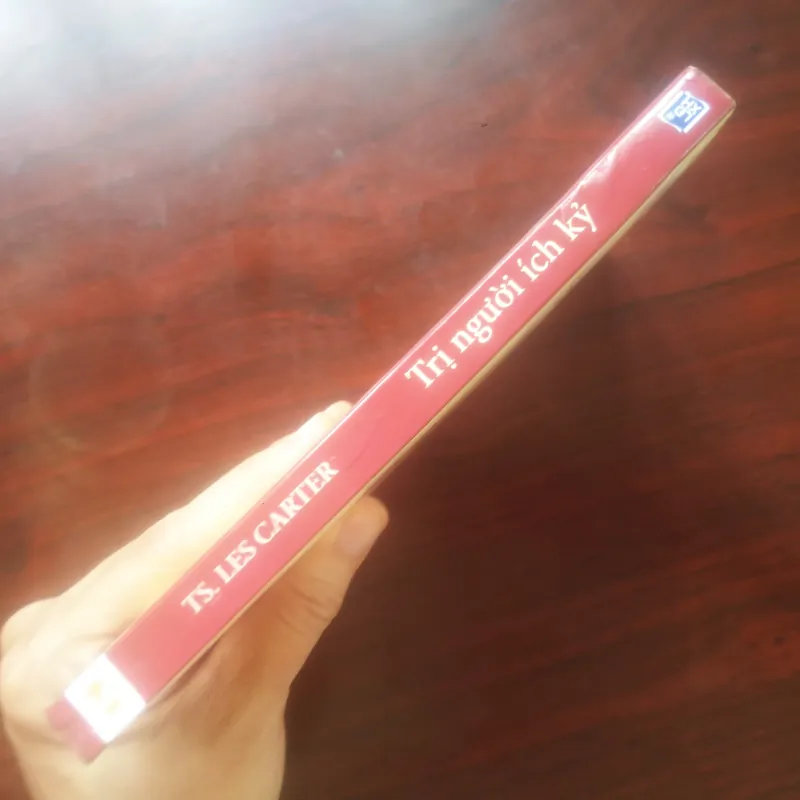 TS. LES CARTER
Trị người ích kỷ